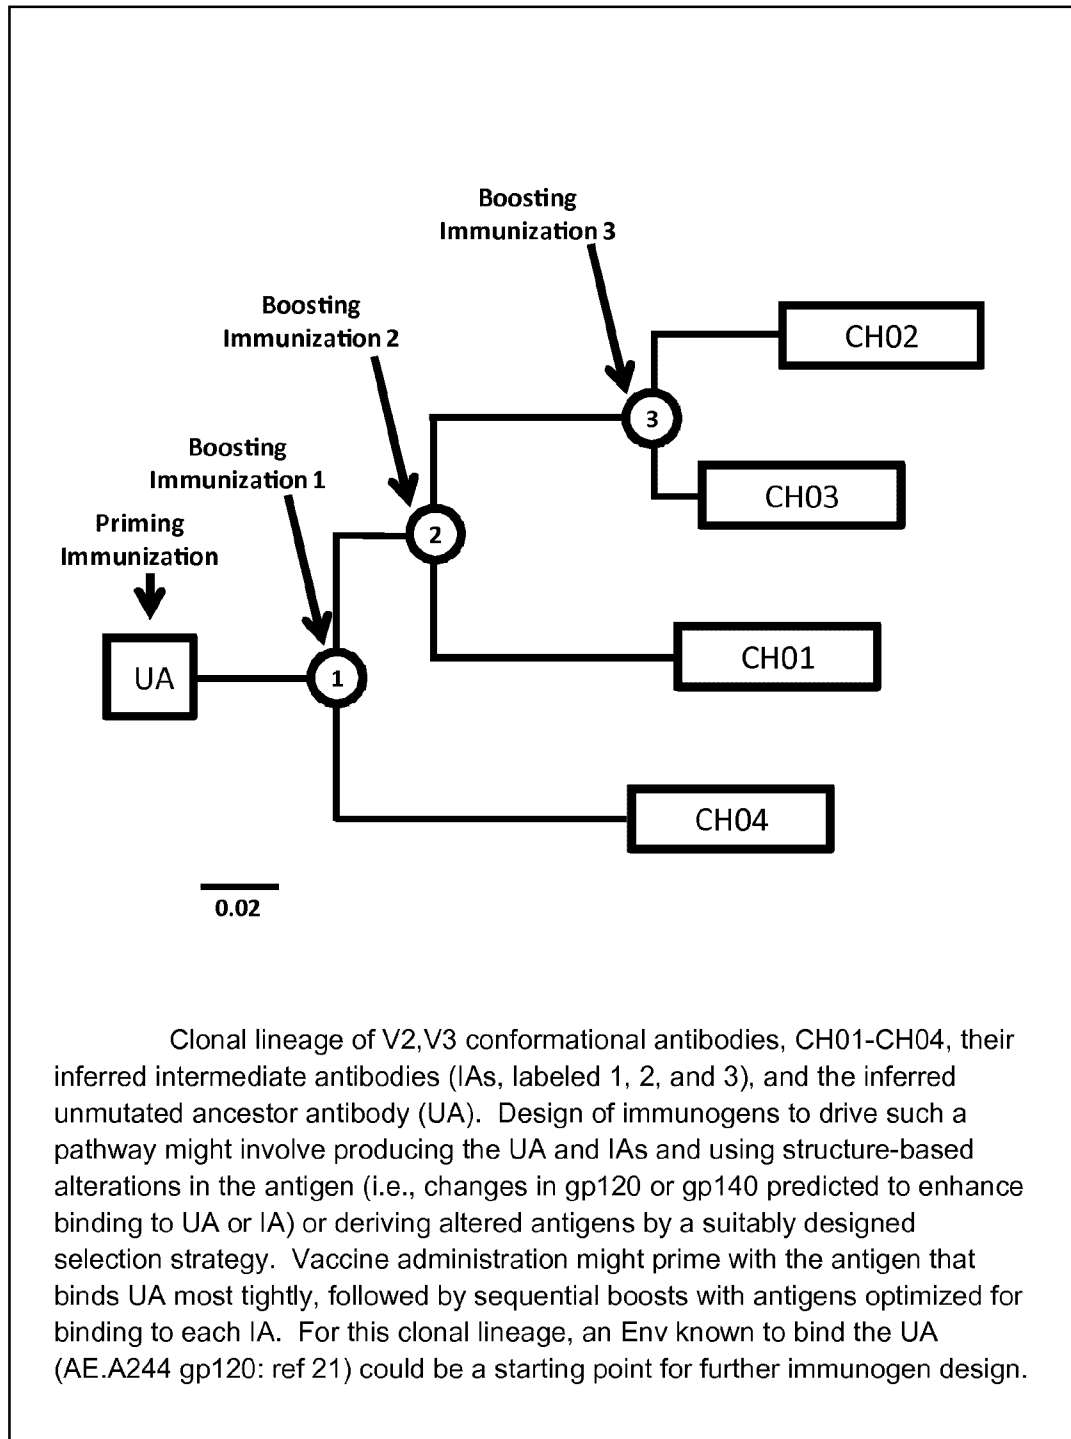 Boosting
Immunization 3
Boosting
Immunization 2
Boosting
Immunization 1
Priming
Immunization
CH02
3
CH03
2
CH01
UA
1
CH04
0.02
Clonal lineage of V2,V3 conformational antibodies, CH01-CH04, their
inferred intermediate antibodies (IAs, labeled 1, 2, and 3), and the inferred
unmutated ancestor antibody (UA). Design of immunogens to drive such a
pathway might involve producing the UA and IAs and using structure-based
alterations in the antigen (i.e., changes in gp120 or gp140 predicted to enhance
binding to UA or IA) or deriving altered antigens by a suitably designed
selection strategy. Vaccine administration might prime with the antigen that
binds UA most tightly, followed by sequential boosts with antigens optimized for
binding to each IA. For this clonal lineage, an Env known to bind the UA
(AE.A244 gp120: ref 21) could be a starting point for further immunogen design.